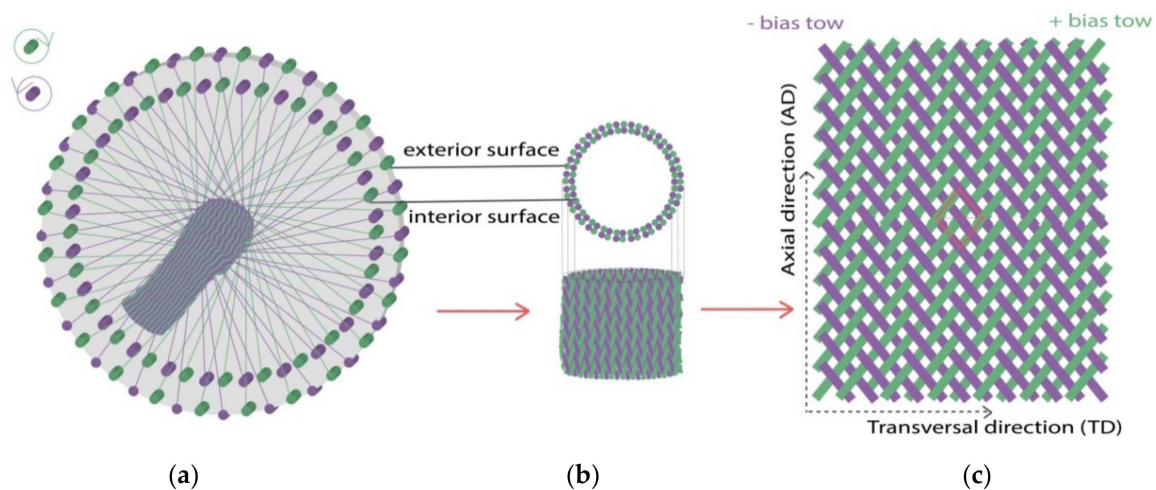 - bias tow
+ bias tow
exterior surface
interior surface
Axial direction (AD)
Transversal direction (TD)
(a)
(b)
(c)